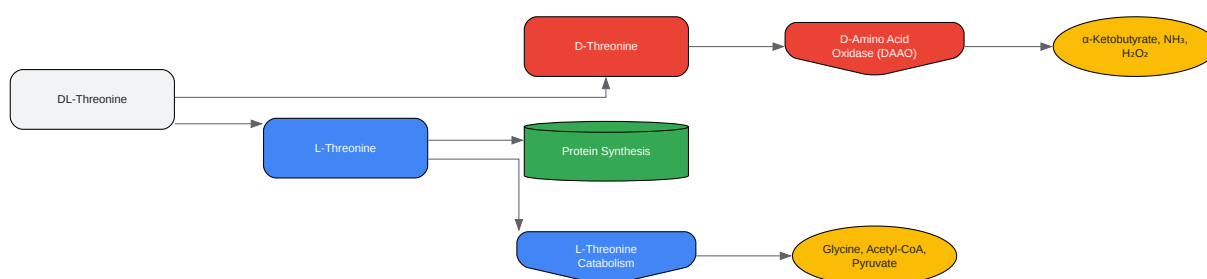 D-Threonine
D-Amino Acid
Oxidase (DAAO)
α-Ketobutyrate, NH₃,
H₂O₂
DL-Threonine
L-Threonine
Protein Synthesis
L-Threonine
Catabolism
Glycine, Acetyl-CoA,
Pyruvate